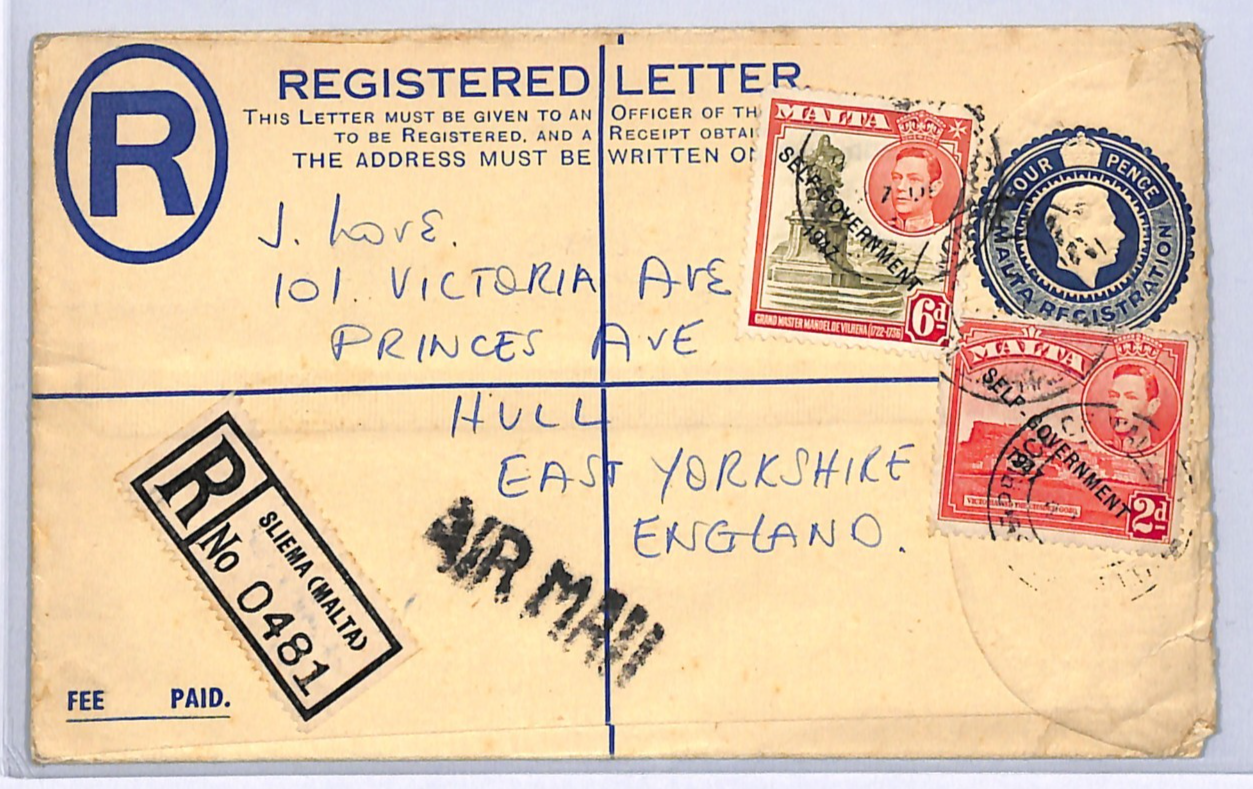 R
REGISTERED LETTER
THIS LETTER MUST BE GIVEN TO AN OFFICER OF TH
TO BE REGISTERED, AND A RECEIPT OBTAI
THE ADDRESS MUST BE WRITTEN ON
J. LOVE.
101. VICTORIA AVE
PRINCES AVE
HULL
EAST YORKSHIRE
ENGLAND.
MALTA
SELF-GOVERNMENT
1947
GRAND MASTER MANOEL DE VILHENA (1722-1736)
6d
FOUR PENCE
MALTA REGISTRATION
MALTA
SELF-GOVERNMENT
1947
2d
R
No 0481
SLIEMA (MALTA)
AIR MAIL
FEE PAID.